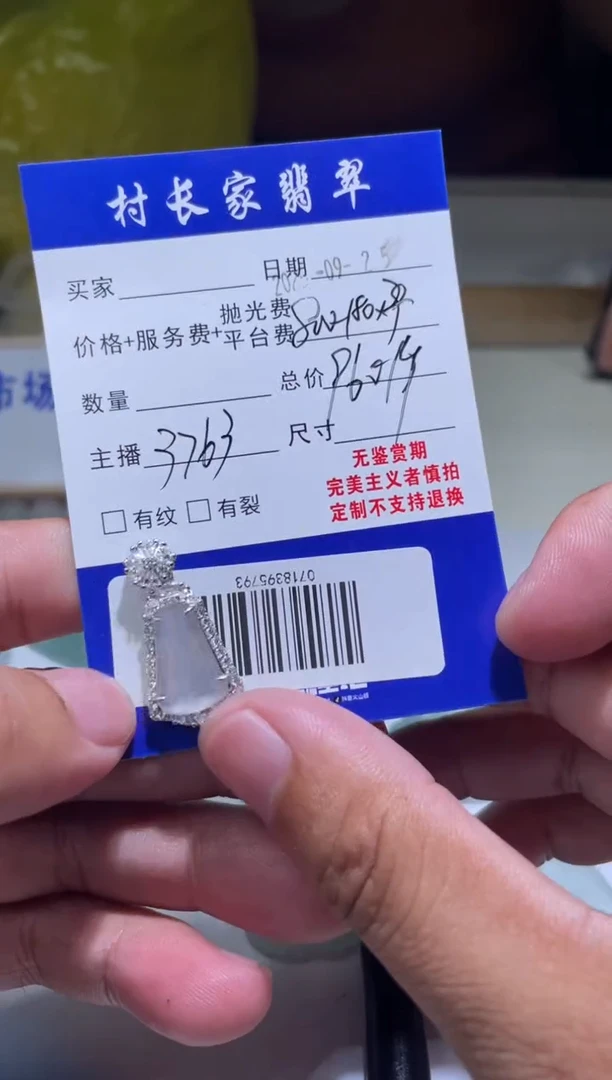 村长家翡翠
买家 日期
抛光费
价格+服务费+平台费
数量 总价
主播 3763 尺寸
无鉴赏期
完美主义者慎拍
定制不支持退换
有纹 有裂
0718395793
市场